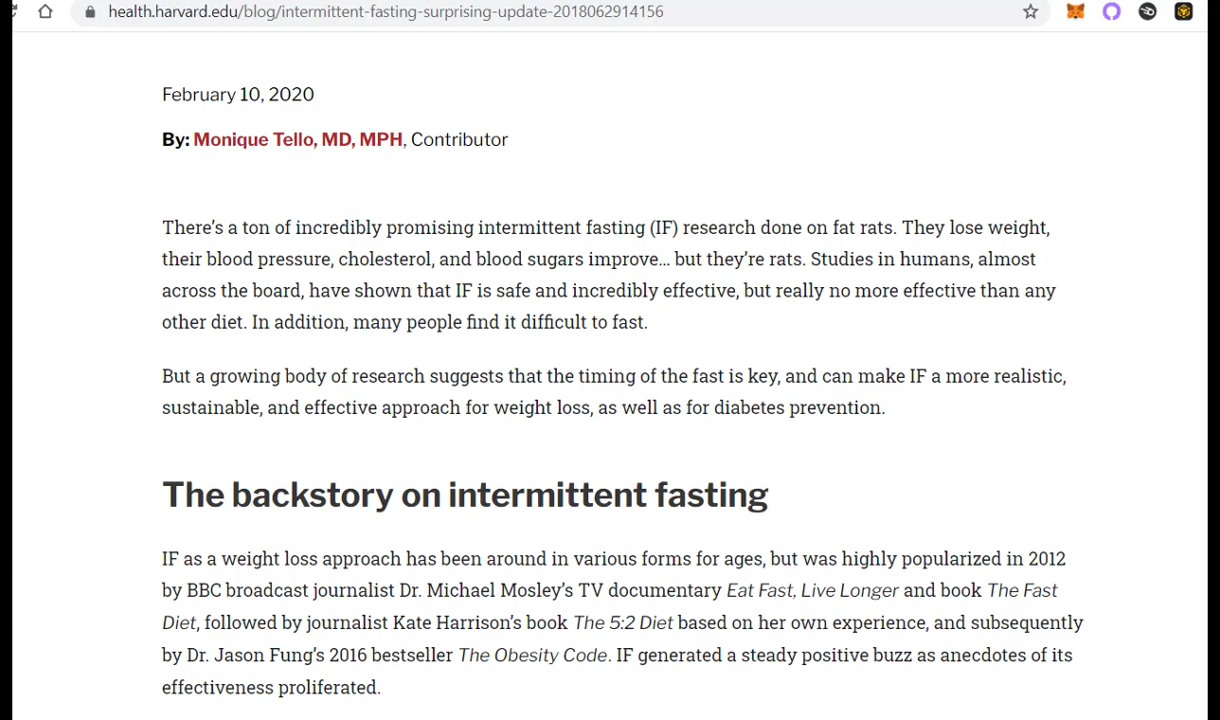 health.harvard.edu/blog/intermittent-fasting-surprising-update-2018062914156
February 10, 2020
By: Monique Tello, MD, MPH, Contributor
There's a ton of incredibly promising intermittent fasting (IF) research done on fat rats. They lose weight,
their blood pressure, cholesterol, and blood sugars improve… but they're rats. Studies in humans, almost
across the board, have shown that IF is safe and incredibly effective, but really no more effective than any
other diet. In addition, many people find it difficult to fast.
But a growing body of research suggests that the timing of the fast is key, and can make IF a more realistic,
sustainable, and effective approach for weight loss, as well as for diabetes prevention.
The backstory on intermittent fasting
IF as a weight loss approach has been around in various forms for ages, but was highly popularized in 2012
by BBC broadcast journalist Dr. Michael Mosley's TV documentary Eat Fast, Live Longer and book The Fast
Diet, followed by journalist Kate Harrison's book The 5:2 Diet based on her own experience, and subsequently
by Dr. Jason Fung's 2016 bestseller The Obesity Code. IF generated a steady positive buzz as anecdotes of its
effectiveness proliferated.